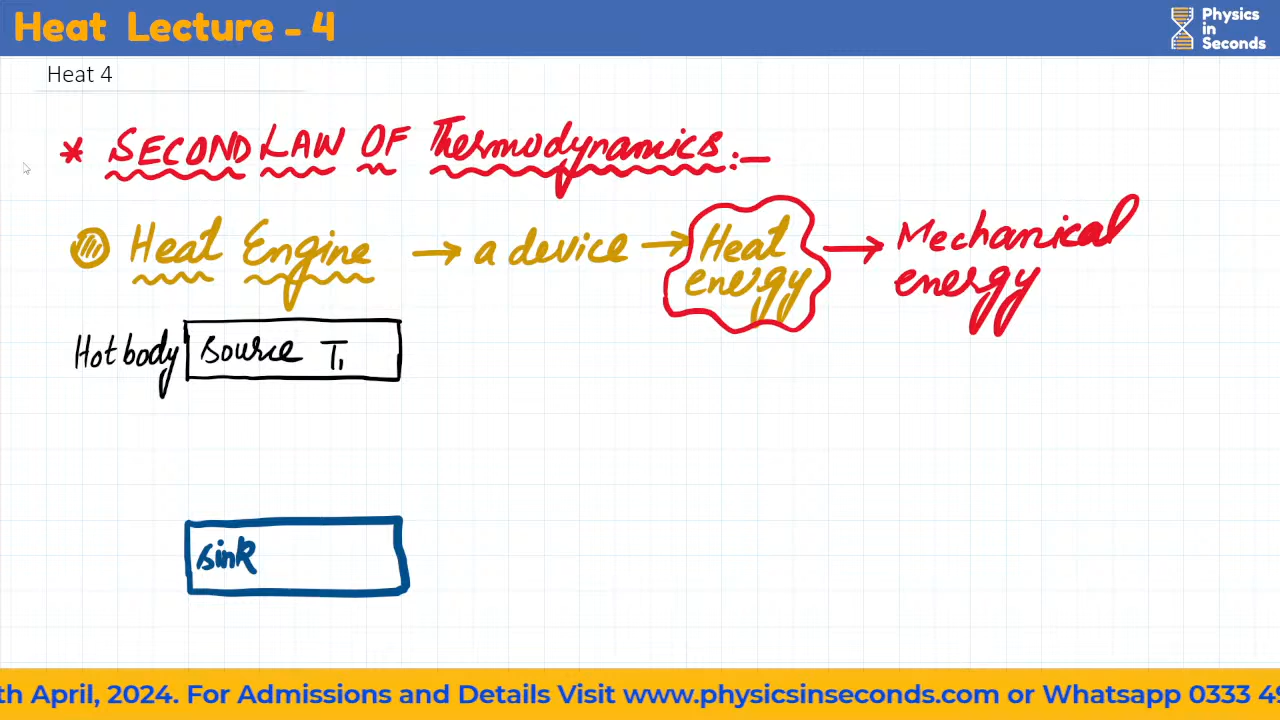 Heat Lecture - 4
Physics
in
Seconds
Heat 4
* SECOND LAW OF Thermodynamics :-
Heat Engine → a device → Heat energy → Mechanical energy
Hot body Source T₁
sink
th April, 2024. For Admissions and Details Visit www.physicsinseconds.com or Whatsapp 0333 49